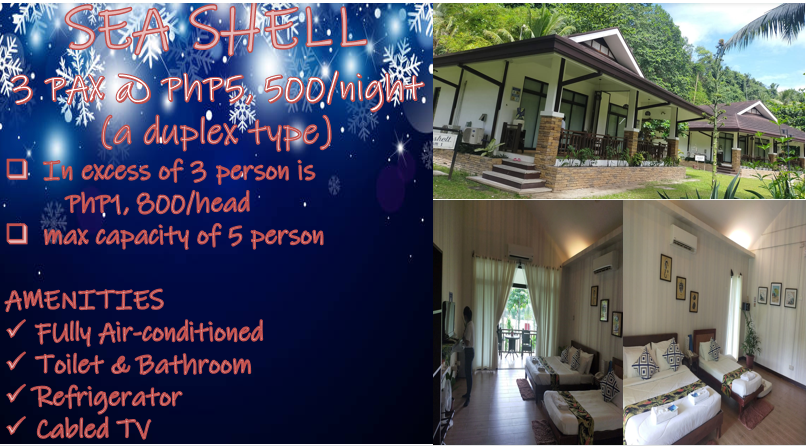 SEA SHELL
3 PAX @ PhP5, 500/night
(a duplex type)
In excess of 3 person is
PhP1, 800/head
max capacity of 5 person
AMENITIES
FUlly Air-conditioned
Toilet & Bathroom
Refrigerator
Cabled TV